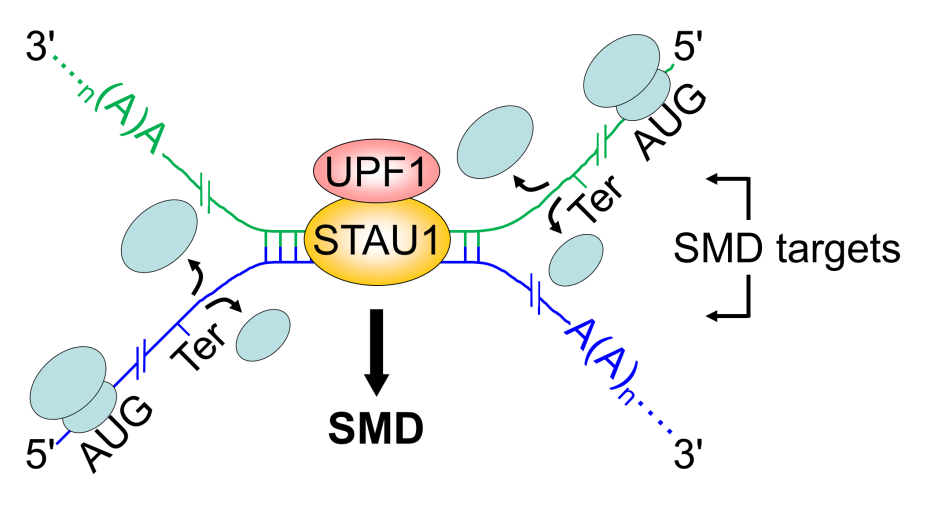 3'
5'
n(A)A
AUG
UPF1
Ter
STAU1
SMD targets
Ter
A(A)n
AUG
SMD
5'
3'